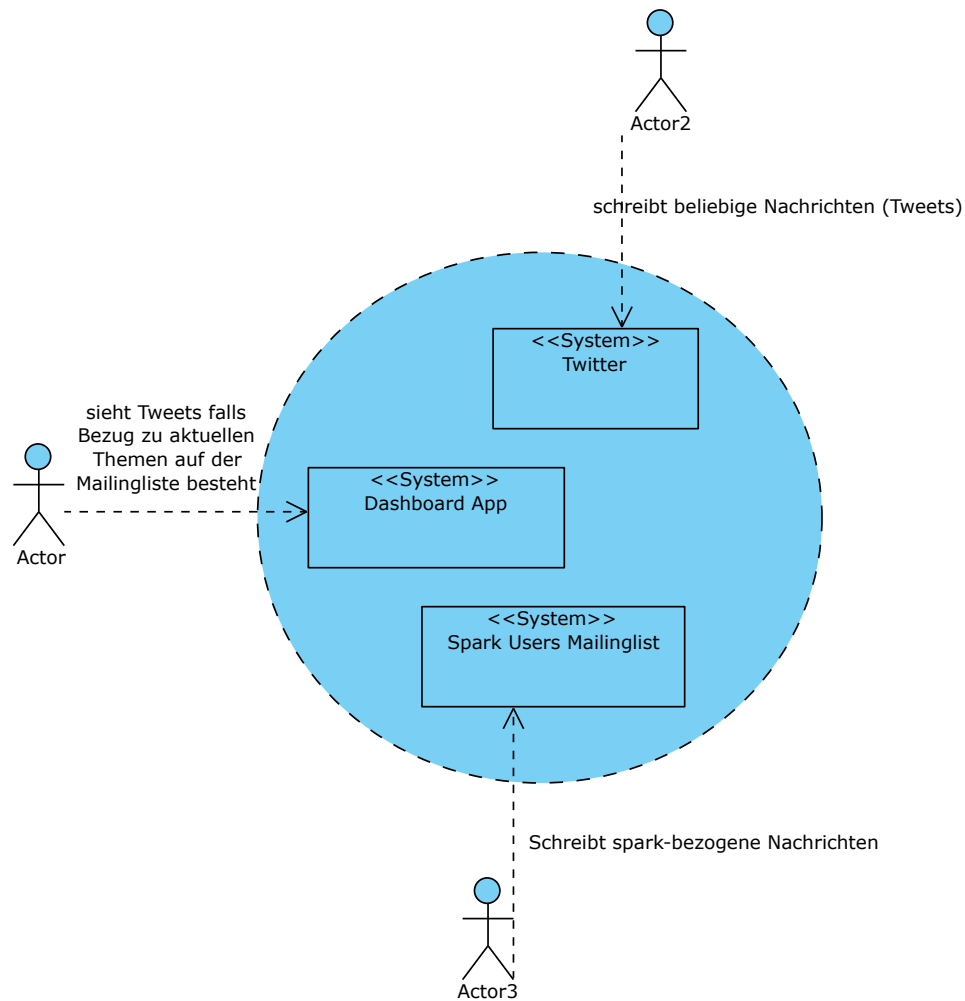 Actor2
schreibt beliebige Nachrichten (Tweets)
<<System>>
Twitter
sieht Tweets falls
Bezug zu aktuellen
Themen auf der
Mailingliste besteht
Actor
<<System>>
Dashboard App
<<System>>
Spark Users Mailinglist
Schreibt spark-bezogene Nachrichten
Actor3